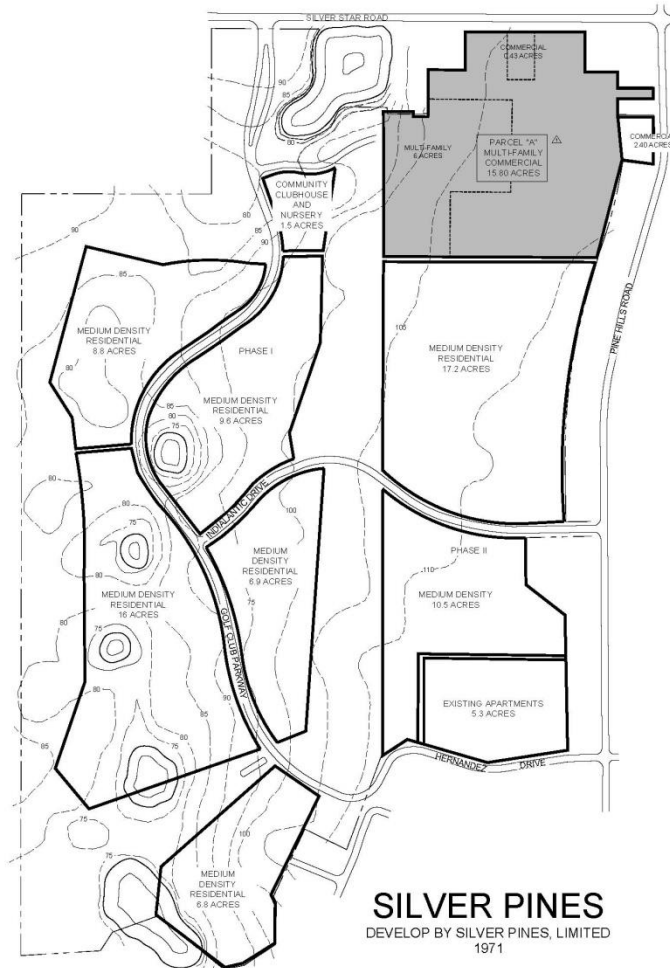 SILVER STAR ROAD
COMMERCIAL
0.43 ACRES
MULTI-FAMILY
6 ACRES
PARCEL "A"
MULTI-FAMILY
COMMERCIAL
15.80 ACRES
COMMERCIAL
2.40 ACRES
COMMUNITY
CLUBHOUSE
AND
NURSERY
1.5 ACRES
PINE HILLS ROAD
MEDIUM DENSITY
RESIDENTIAL
8.8 ACRES
PHASE I
MEDIUM DENSITY
RESIDENTIAL
9.6 ACRES
MEDIUM DENSITY
RESIDENTIAL
17.2 ACRES
INDIALANTIC DRIVE
MEDIUM
DENSITY
RESIDENTIAL
6.9 ACRES
PHASE II
MEDIUM DENSITY
10.5 ACRES
MEDIUM DENSITY
RESIDENTIAL
16 ACRES
GOLF CLUB PARKWAY
EXISTING APARTMENTS
5.3 ACRES
HERNANDEZ DRIVE
MEDIUM
DENSITY
RESIDENTIAL
6.8 ACRES
SILVER PINES
DEVELOP BY SILVER PINES, LIMITED
1971